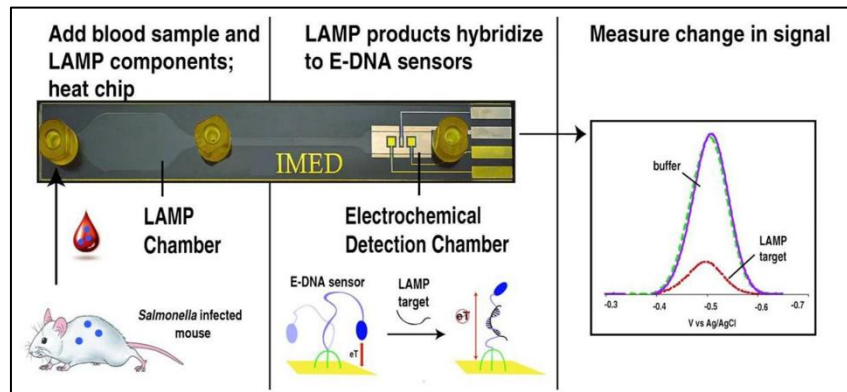 Add blood sample and
LAMP components;
heat chip
LAMP products hybridize
to E-DNA sensors
Measure change in signal
IMED
LAMP
Chamber
Electrochemical
Detection Chamber
Salmonella infected
mouse
E-DNA sensor
LAMP
target
eT
eT
buffer
LAMP
target
-0.3
-0.4
-0.5
-0.6
-0.7
V vs Ag/AgCl